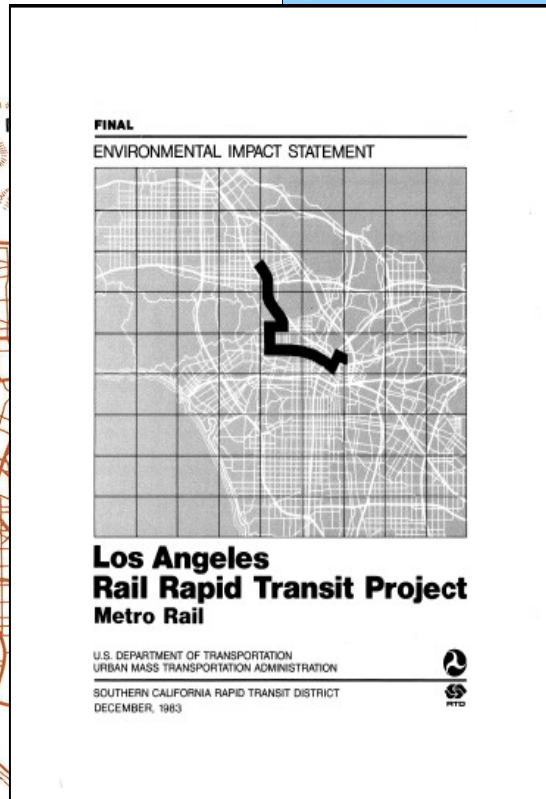 FINAL
ENVIRONMENTAL IMPACT STATEMENT
Los Angeles
Rail Rapid Transit Project
Metro Rail
U.S. DEPARTMENT OF TRANSPORTATION
URBAN MASS TRANSPORTATION ADMINISTRATION
SOUTHERN CALIFORNIA RAPID TRANSIT DISTRICT
RTD
DECEMBER, 1983